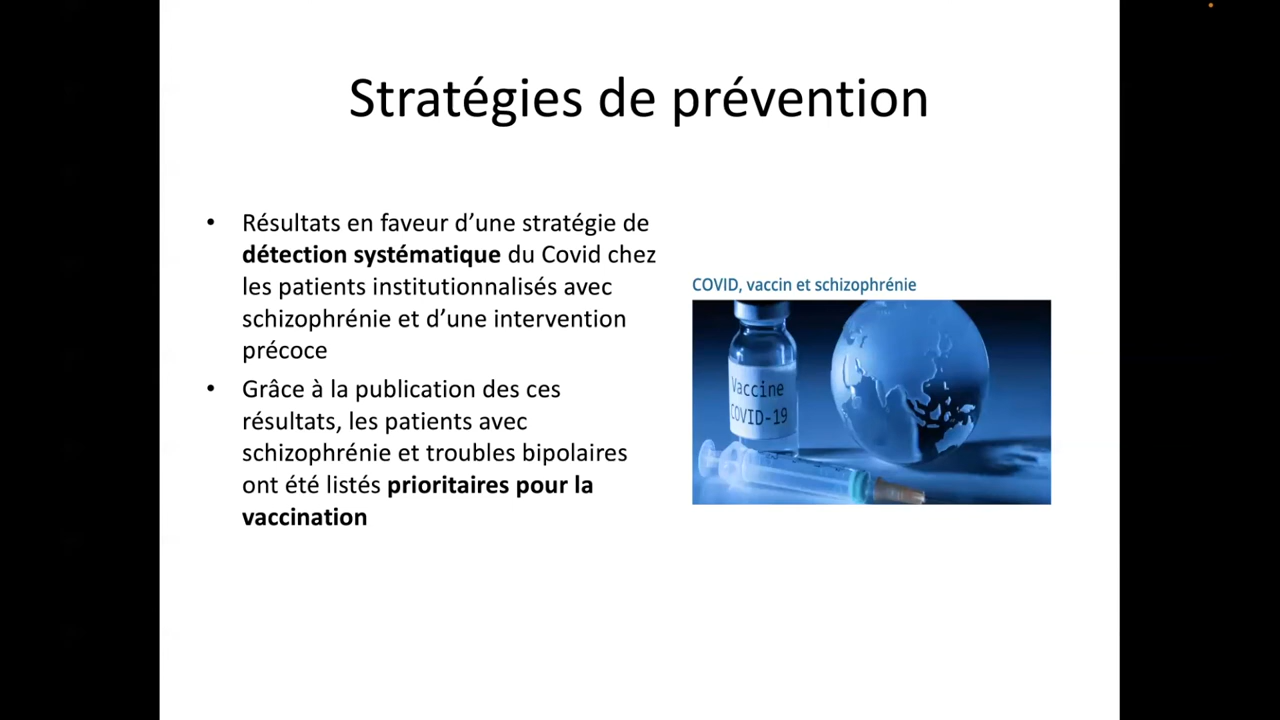 Stratégies de prévention
• Résultats en faveur d’une stratégie de
détection systématique du Covid chez
les patients institutionnalisés avec
schizophrénie et d’une intervention
précoce
• Grâce à la publication des ces
résultats, les patients avec
schizophrénie et troubles bipolaires
ont été listés prioritaires pour la
vaccination
COVID, vaccin et schizophrénie
Vaccine
COVID-19